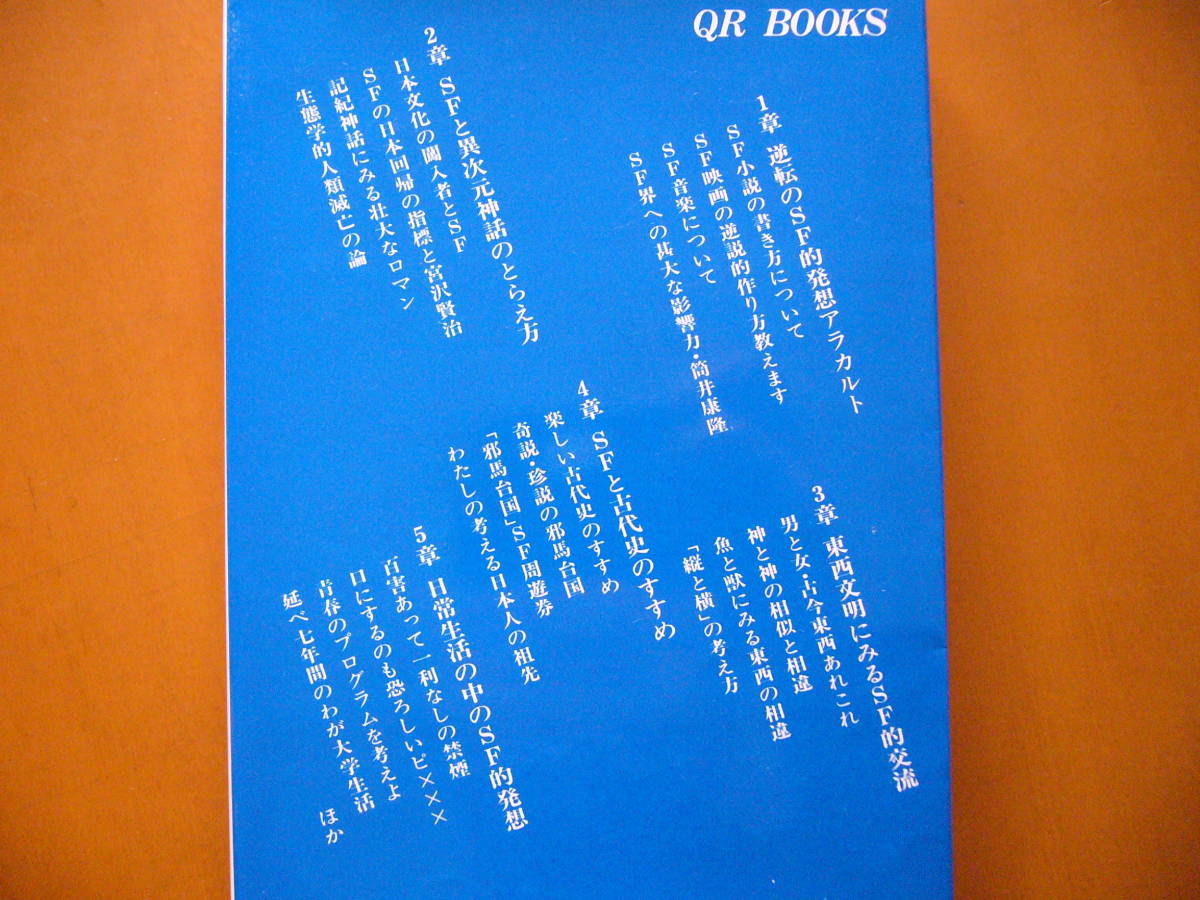 QR BOOKS
1章 逆転のSF的発想アラカルト
SF小説の書き方について
SF映画の逆説的作り方教えます
SF音楽について
SF界への甚大な影響力・筒井康隆
2章 SFと異次元神話のとらえ方
日本文化の闖入者とSF
SFの日本回帰の指標と宮沢賢治
記紀神話にみる壮大なロマン
生態学的人類滅亡の論
3章 東西文明にみるSF的交流
男と女・古今東西あれこれ
神と神の相似と相違
魚と獣にみる東西の相違
「縦と横」の考え方
4章 SFと古代史のすすめ
楽しい古代史のすすめ
奇説・珍説の邪馬台国
「邪馬台国」SF周遊券
わたしの考える日本人の祖先
5章 日常生活の中のSF的発想
百害あって一利なしの禁煙
口にするのも恐ろしいピ×××
青春のプログラムを考えよ
延べ七年間のわが大学生活
ほか